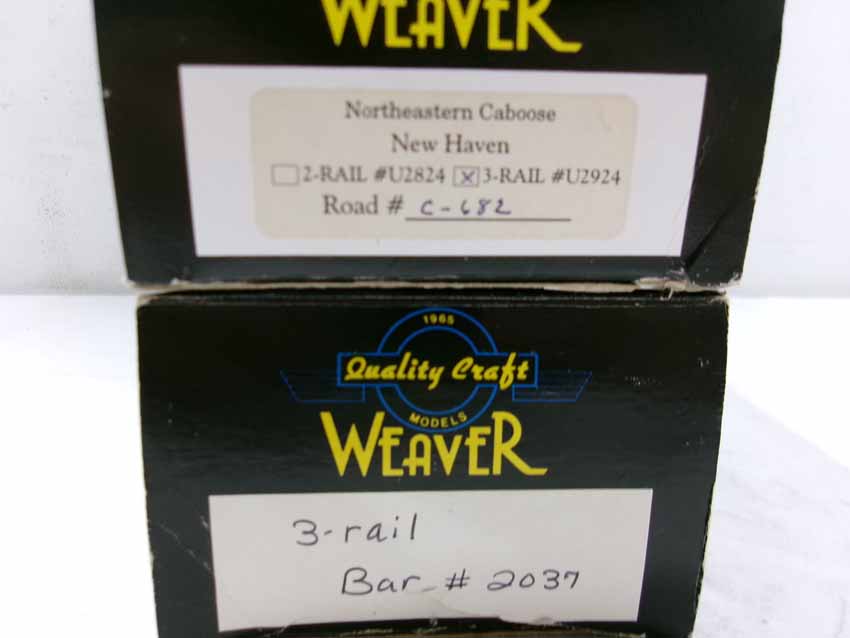 WEAVER
Northeastern Caboose
New Haven
2-RAIL #U2824 ☒ 3-RAIL #U2924
Road # C-682
1965
Quality Craft
MODELS
WEAVER
3-rail
Bar # 2037